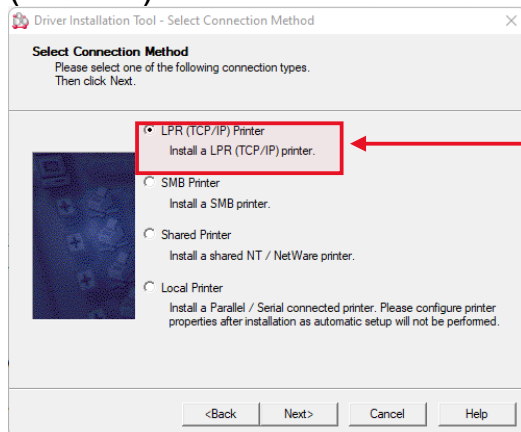 Driver Installation Tool - Select Connection Method
Select Connection Method
Please select one of the following connection types.
Then click Next.
LPR (TCP/IP) Printer
Install a LPR (TCP/IP) printer.
SMB Printer
Install a SMB printer.
Shared Printer
Install a shared NT / NetWare printer.
Local Printer
Install a Parallel / Serial connected printer. Please configure printer
properties after installation as automatic setup will not be performed.
<Back
Next>
Cancel
Help